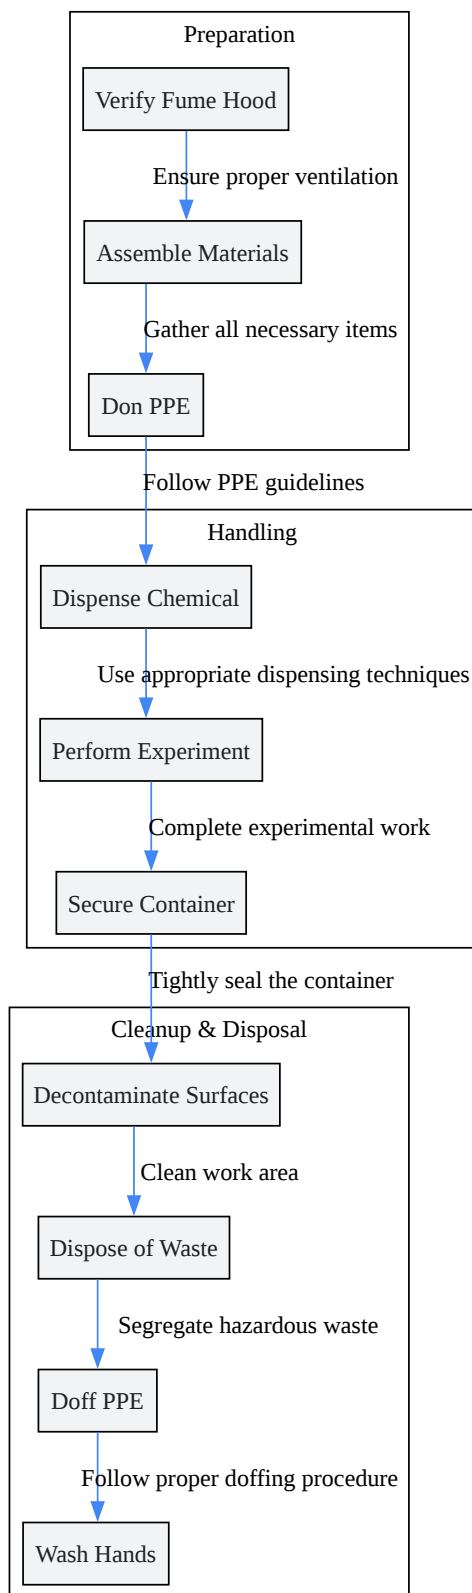 Preparation
Verify Fume Hood
Ensure proper ventilation
Assemble Materials
Gather all necessary items
Don PPE
Follow PPE guidelines
Handling
Dispense Chemical
Use appropriate dispensing techniques
Perform Experiment
Complete experimental work
Secure Container
Tightly seal the container
Cleanup & Disposal
Decontaminate Surfaces
Clean work area
Dispose of Waste
Segregate hazardous waste
Doff PPE
Follow proper doffing procedure
Wash Hands